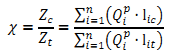 χ = Z_c / Z_t = ∑_{i=1}^{n}(Q_i^p · l_{ic}) / ∑_{i=1}^{n}(Q_i^p · l_{it})